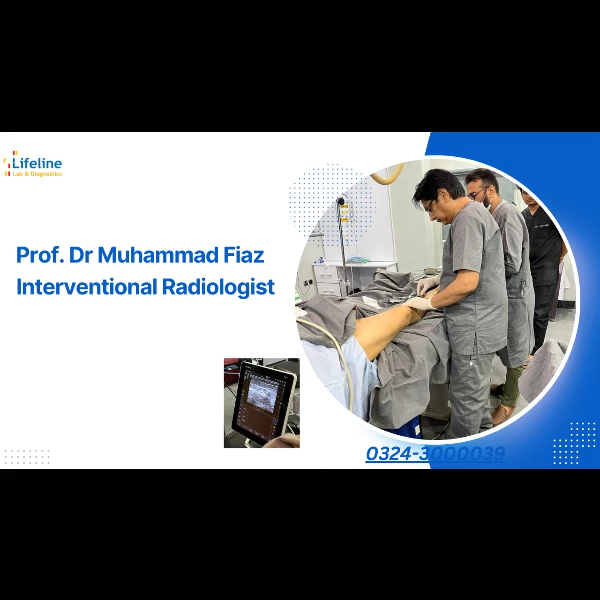 Lifeline
Lab & Diagnostics
Prof. Dr Muhammad Fiaz
Interventional Radiologist
0324-3000039